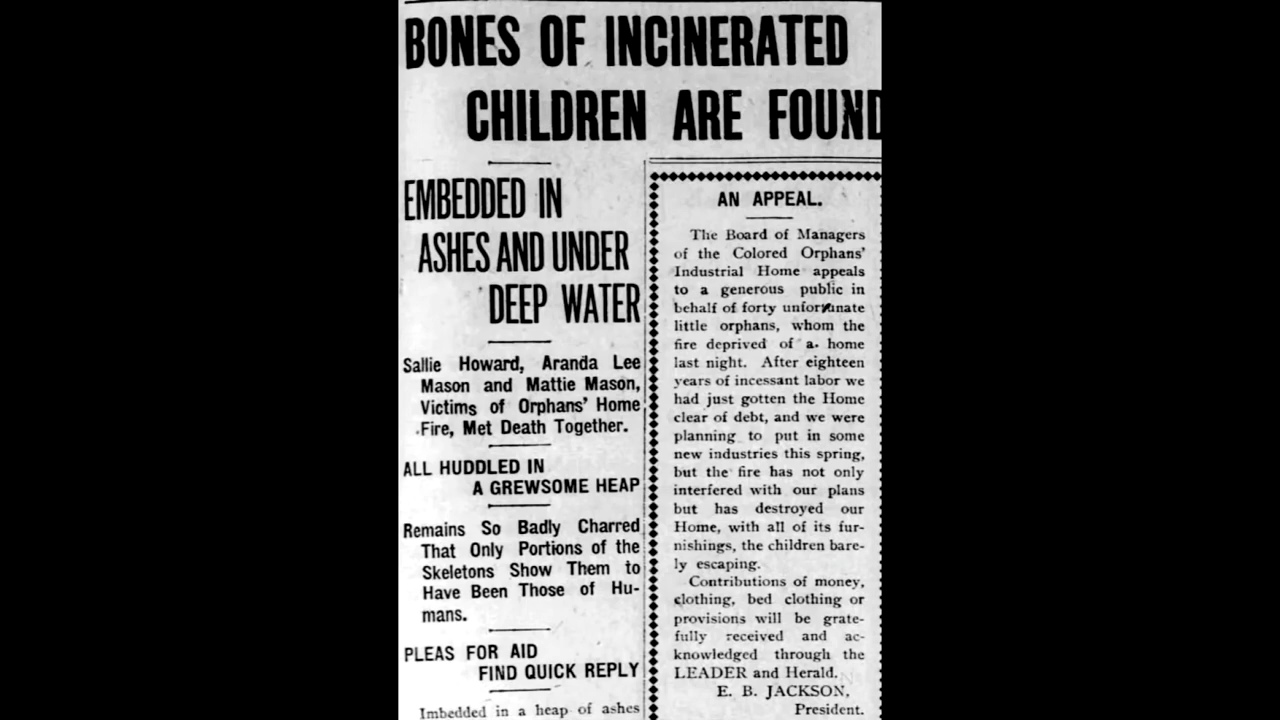 BONES OF INCINERATED
CHILDREN ARE FOUND
EMBEDDED IN
ASHES AND UNDER
DEEP WATER
Sallie Howard, Aranda Lee
Mason and Mattie Mason,
Victims of Orphans' Home
Fire, Met Death Together.
ALL HUDDLED IN
A GREWSOME HEAP
Remains So Badly Charred
That Only Portions of the
Skeletons Show Them to
Have Been Those of Hu-
mans.
PLEAS FOR AID
FIND QUICK REPLY
Imbedded in a heap of ashes
AN APPEAL.
The Board of Managers
of the Colored Orphans'
Industrial Home appeals
to a generous public in
behalf of forty unfortunate
little orphans, whom the
fire deprived of a home
last night. After eighteen
years of incessant labor we
had just gotten the Home
clear of debt, and we were
planning to put in some
new industries this spring,
but the fire has not only
interfered with our plans
but has destroyed our
Home, with all of its fur-
nishings, the children bare-
ly escaping.
Contributions of money,
clothing, bed clothing or
provisions will be grate-
fully received and ac-
knowledged through the
LEADER and Herald.
E. B. JACKSON,
President.